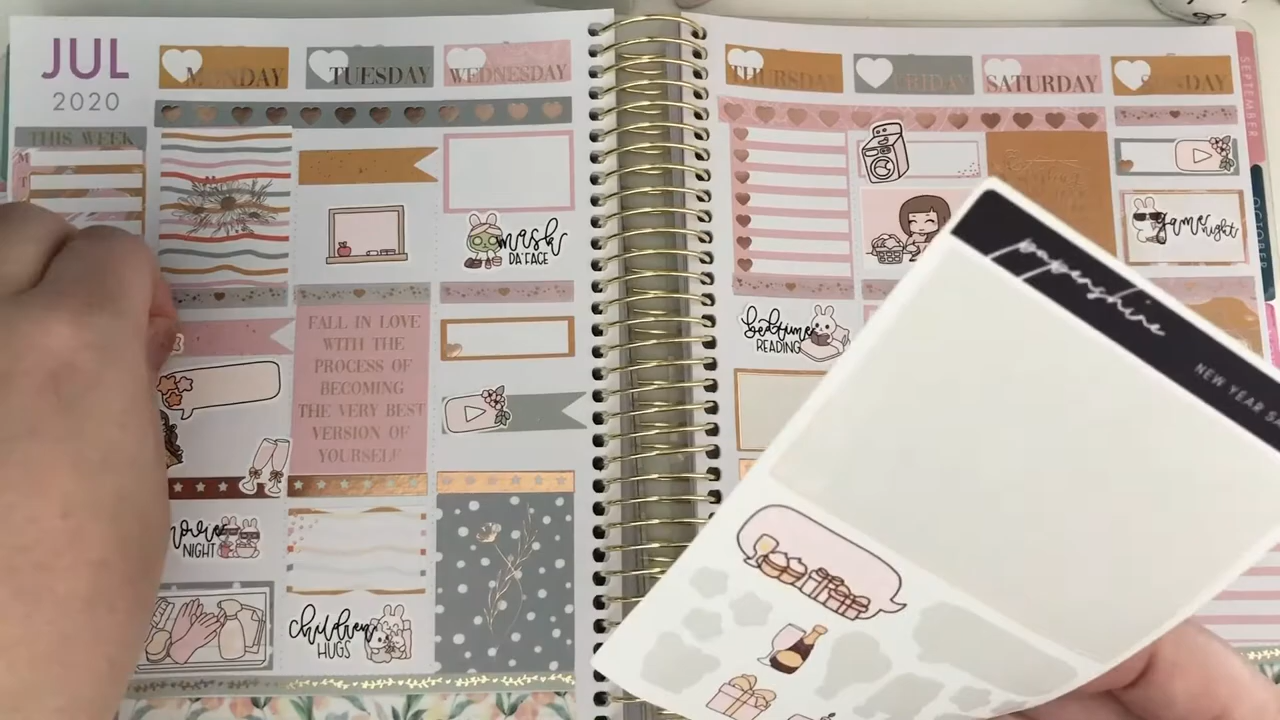 JUL
2020
MONDAY
TUESDAY
WEDNESDAY
THURSDAY
FRIDAY
SATURDAY
SUNDAY
THIS WEEK
M
T
mask
DA'FACE
game night
FALL IN LOVE
WITH THE
PROCESS OF
BECOMING
THE VERY BEST
VERSION OF
YOURSELF
bedtime
READING
movie
NIGHT
children
HUGS
papershire
NEW YEAR
SEPTEMBER
OCTOBER